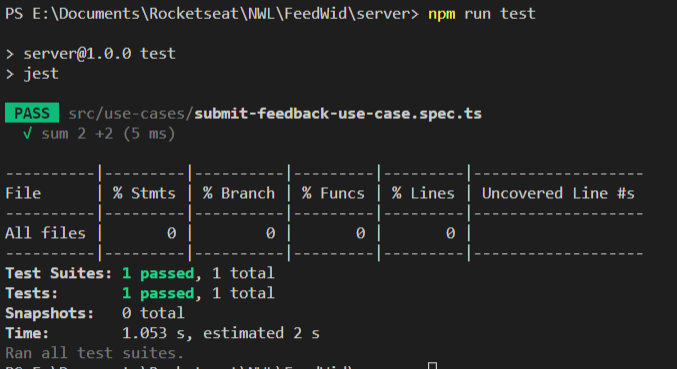 PS E:\Documents\Rocketseat\NWL\FeedWid\server> npm run test
> server@1.0.0 test
> jest
PASS src/use-cases/submit-feedback-use-case.spec.ts
√ sum 2 +2 (5 ms)
----------|---------|----------|---------|---------|-------------------
File | % Stmts | % Branch | % Funcs | % Lines | Uncovered Line #s
----------|---------|----------|---------|---------|-------------------
All files | 0 | 0 | 0 | 0 |
----------|---------|----------|---------|---------|-------------------
Test Suites: 1 passed, 1 total
Tests: 1 passed, 1 total
Snapshots: 0 total
Time: 1.053 s, estimated 2 s
Ran all test suites.